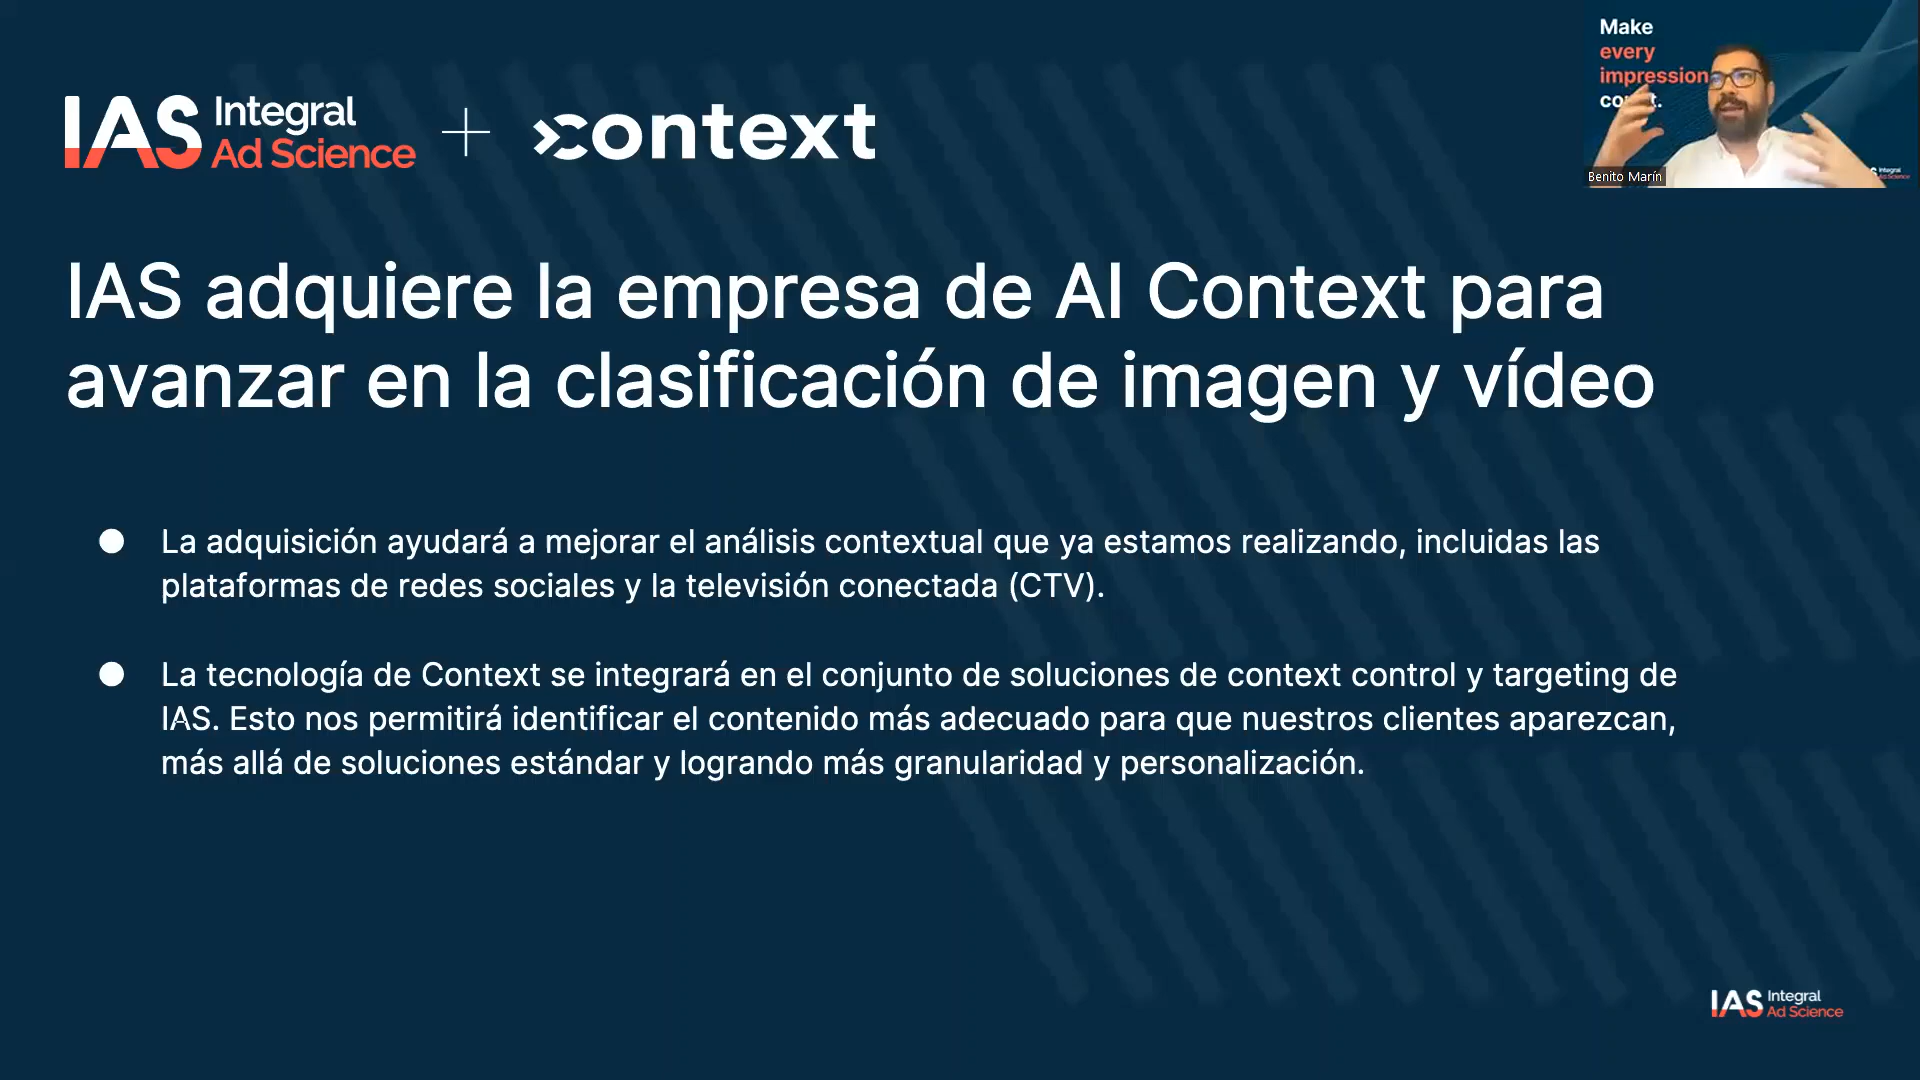 IAS Integral
Ad Science
+
context
Make
every
impression
Benito Marín
IAS adquiere la empresa de AI Context para
avanzar en la clasificación de imagen y vídeo
● La adquisición ayudará a mejorar el análisis contextual que ya estamos realizando, incluidas las
plataformas de redes sociales y la televisión conectada (CTV).
● La tecnología de Context se integrará en el conjunto de soluciones de context control y targeting de
IAS. Esto nos permitirá identificar el contenido más adecuado para que nuestros clientes aparezcan,
más allá de soluciones estándar y logrando más granularidad y personalización.
IAS Integral
Ad Science